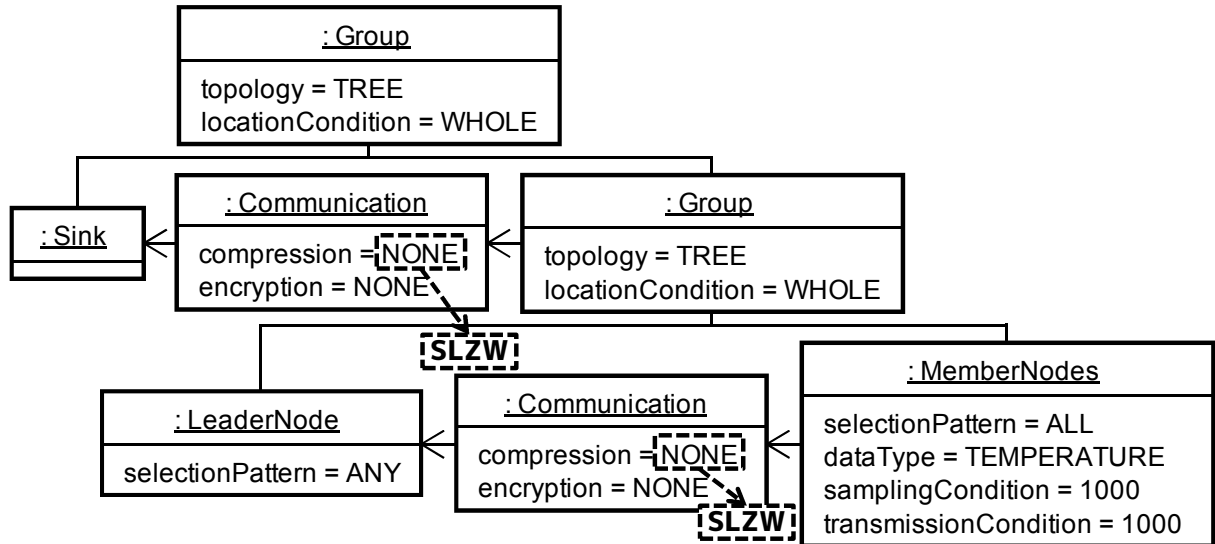 : Group
topology = TREE
locationCondition = WHOLE
: Sink
: Communication
compression = NONE
encryption = NONE
SLZW
: Group
topology = TREE
locationCondition = WHOLE
: LeaderNode
selectionPattern = ANY
: Communication
compression = NONE
encryption = NONE
SLZW
: MemberNodes
selectionPattern = ALL
dataType = TEMPERATURE
samplingCondition = 1000
transmissionCondition = 1000